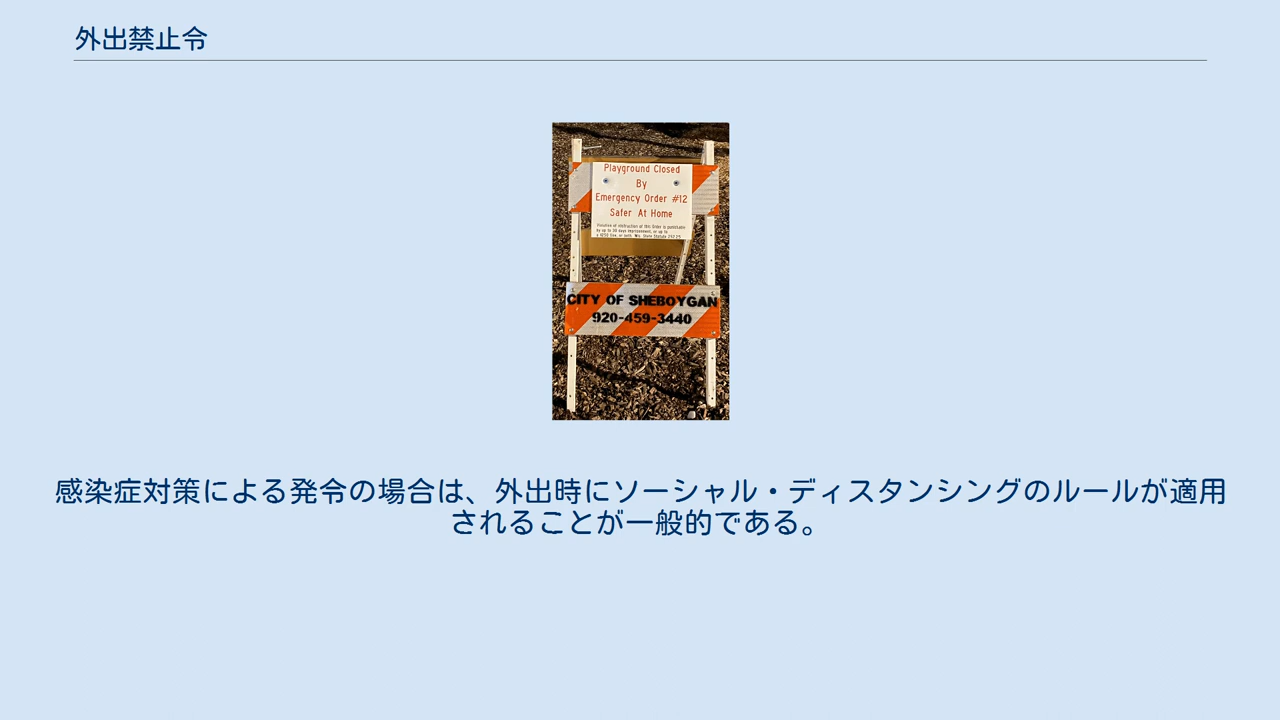 外出禁止令
Playground Closed
By
Emergency Order #12
Safer At Home
CITY OF SHEBOYGAN
920-459-3440
感染症対策による発令の場合は、外出時にソーシャル・ディスタンシングのルールが適用
されることが一般的である。